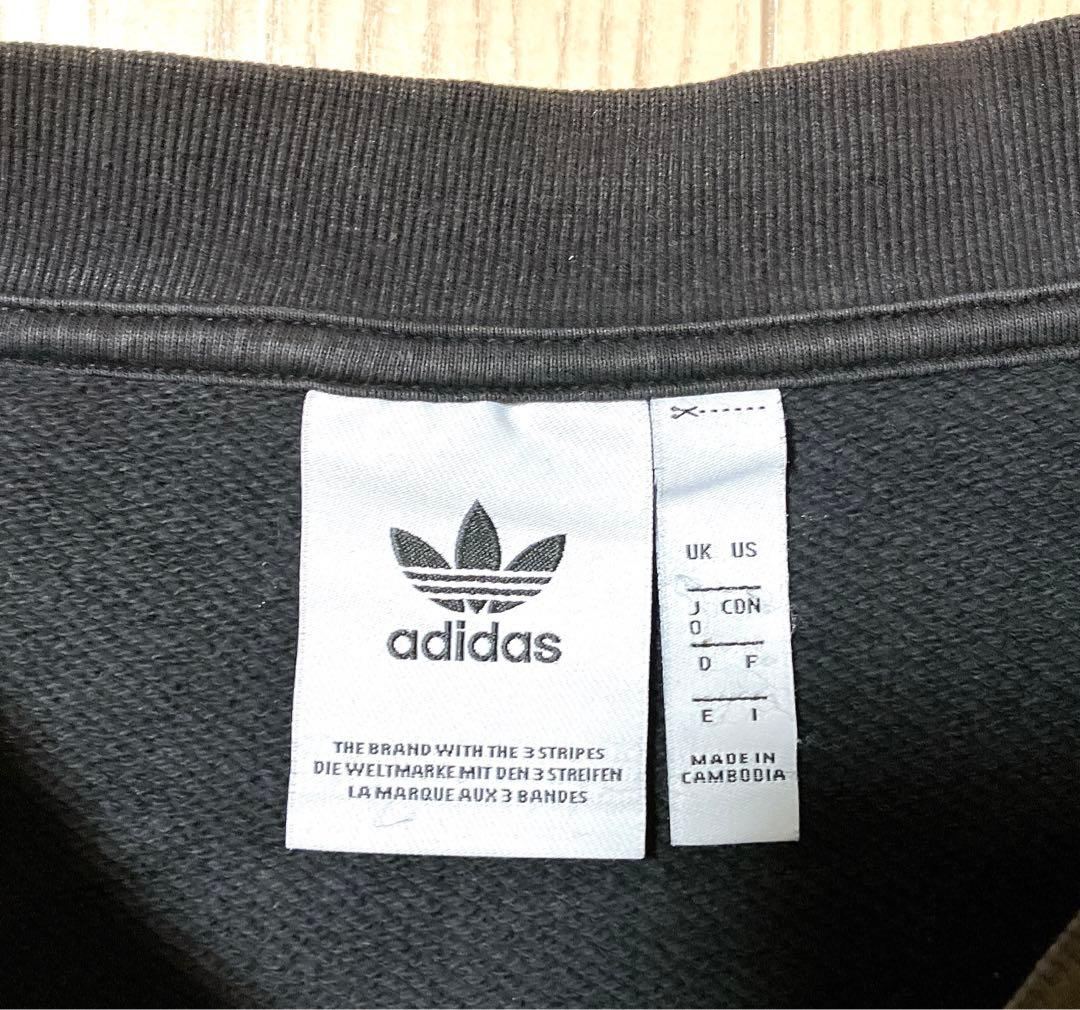 adidas
THE BRAND WITH THE 3 STRIPES
DIE WELTMARKE MIT DEN 3 STREIFEN
LA MARQUE AUX 3 BANDES
UK US
J CDN
O
D F
E I
MADE IN
CAMBODIA